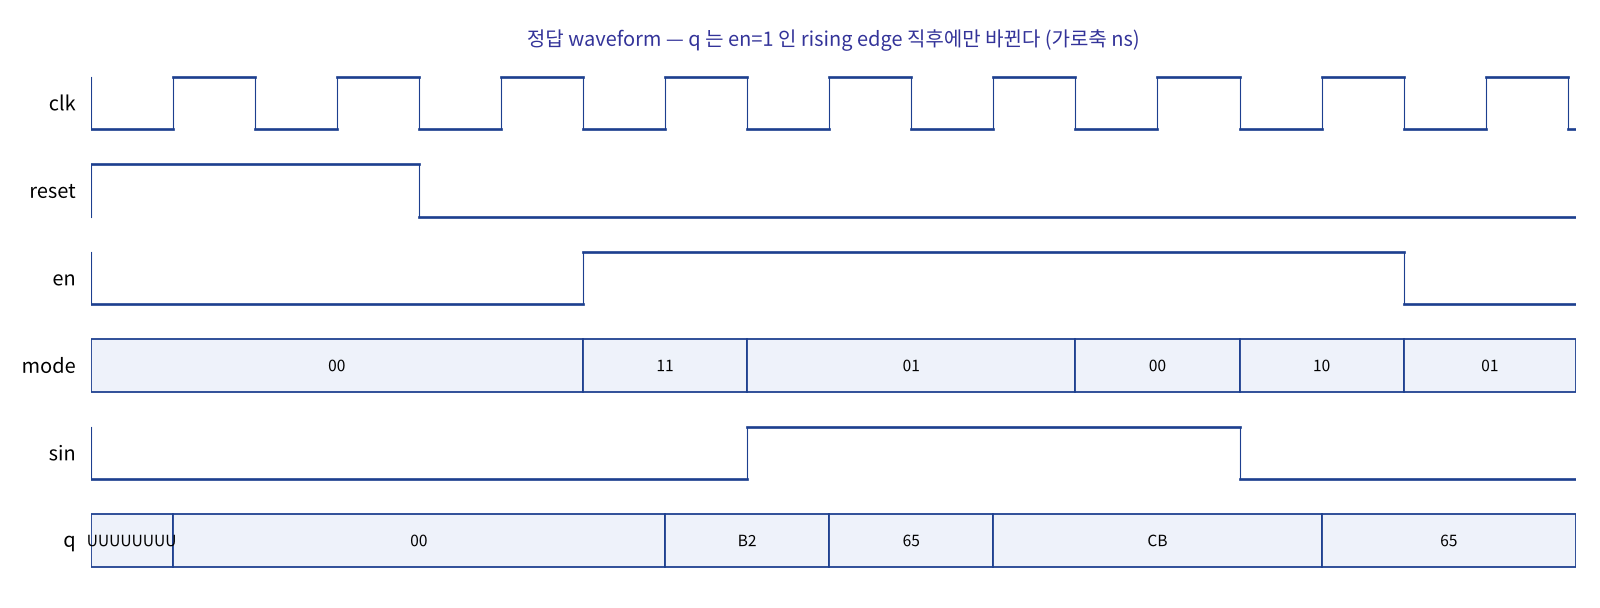 정답 waveform — q 는 en=1 인 rising edge 직후에만 바뀐다 (가로축 ns)
clk
reset
en
mode 00 11 01 00 10 01
sin
q UUUUUUUU 00 B2 65 CB 65